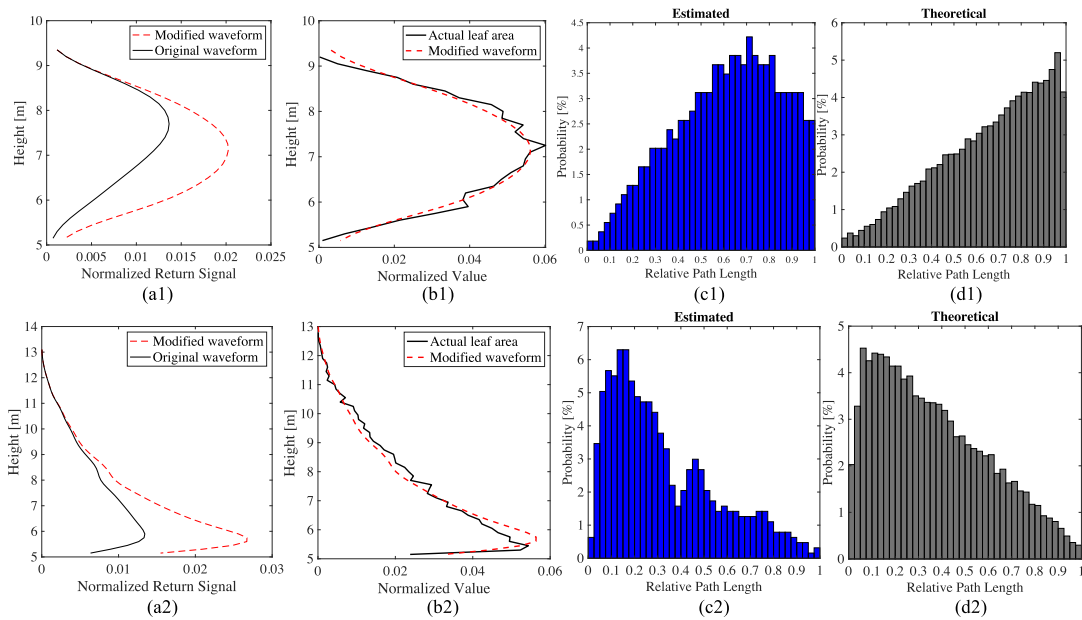 Modified waveform
Original waveform
Height [m]
10
9
8
7
6
5
0 0.005 0.01 0.015 0.02 0.025
Normalized Return Signal
(a1)
Actual leaf area
Modified waveform
Height [m]
10
9
8
7
6
5
0 0.02 0.04 0.06
Normalized Value
(b1)
Estimated
Probability [%]
5
4.5
4
3.5
3
2.5
2
1.5
1
0.5
0
0 0.1 0.2 0.3 0.4 0.5 0.6 0.7 0.8 0.9 1
Relative Path Length
(c1)
Theoretical
Probability [%]
6
5
4
3
2
1
0
0 0.1 0.2 0.3 0.4 0.5 0.6 0.7 0.8 0.9 1
Relative Path Length
(d1)
Modified waveform
Original waveform
Height [m]
14
13
12
11
10
9
8
7
6
5
0 0.01 0.02 0.03
Normalized Return Signal
(a2)
Actual leaf area
Modified waveform
Height [m]
13
12
11
10
9
8
7
6
5
0 0.02 0.04 0.06
Normalized Value
(b2)
Estimated
Probability [%]
7
6
5
4
3
2
1
0
0.1 0.2 0.3 0.4 0.5 0.6 0.7 0.8 0.9 1
Relative Path Length
(c2)
Theoretical
Probability [%]
5
4
3
2
1
0
0.1 0.2 0.3 0.4 0.5 0.6 0.7 0.8 0.9 1
Relative Path Length
(d2)